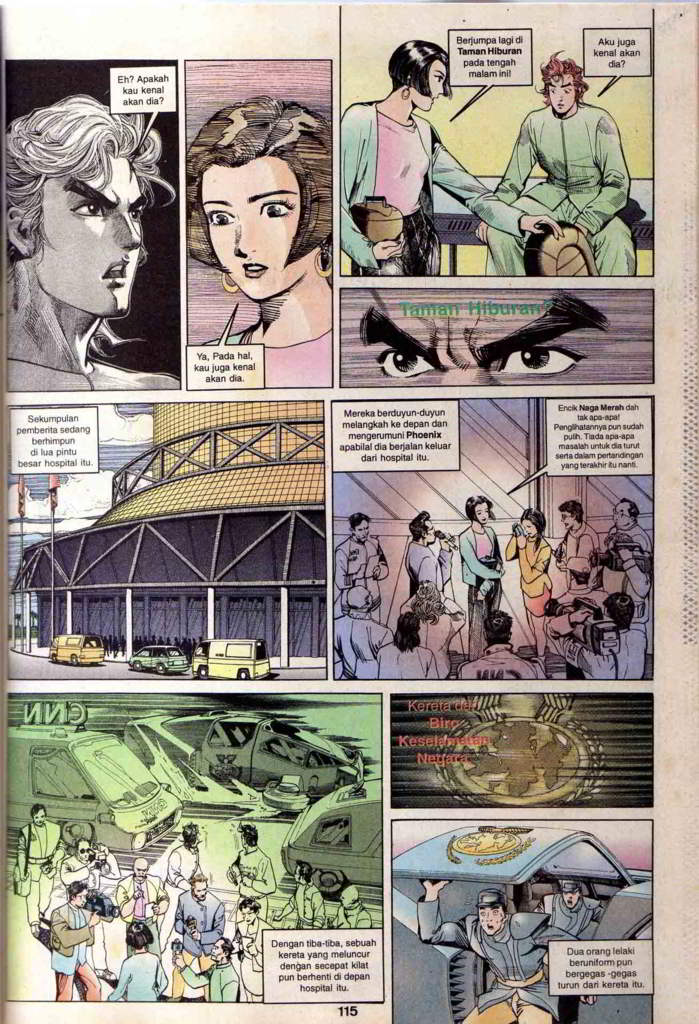 Eh? Apakah
kau kenal
akan dia?
Ya, Pada hal,
kau juga kenal
akan dia.
Berjumpa lagi di
Taman Hiburan
pada tengah
malam ini!
Aku juga
kenal akan
dia?
Taman Hiburan?
Sekumpulan
pemberita sedang
berhimpun
di lua pintu
besar hospital itu.
Mereka berduyun-duyun
melangkah ke depan dan
mengerumuni Phoenix
apabilal dia berjalan keluar
dari hospital itu.
Encik Naga Merah dah
tak apa-apa!
Penglihatannya pun sudah
putih. Tiada apa-apa
masalah untuk dia turut
serta dalam pertandingan
yang terakhir itu nanti.
CNN
Dengan tiba-tiba, sebuah
kereta yang meluncur
dengan secepat kilat
pun berhenti di depan
hospital itu.
Kereta dari
Biro
Keselamatan
Negara
Dua orang lelaki
beruniform pun
bergegas -gegas
turun dari kereta itu.
115